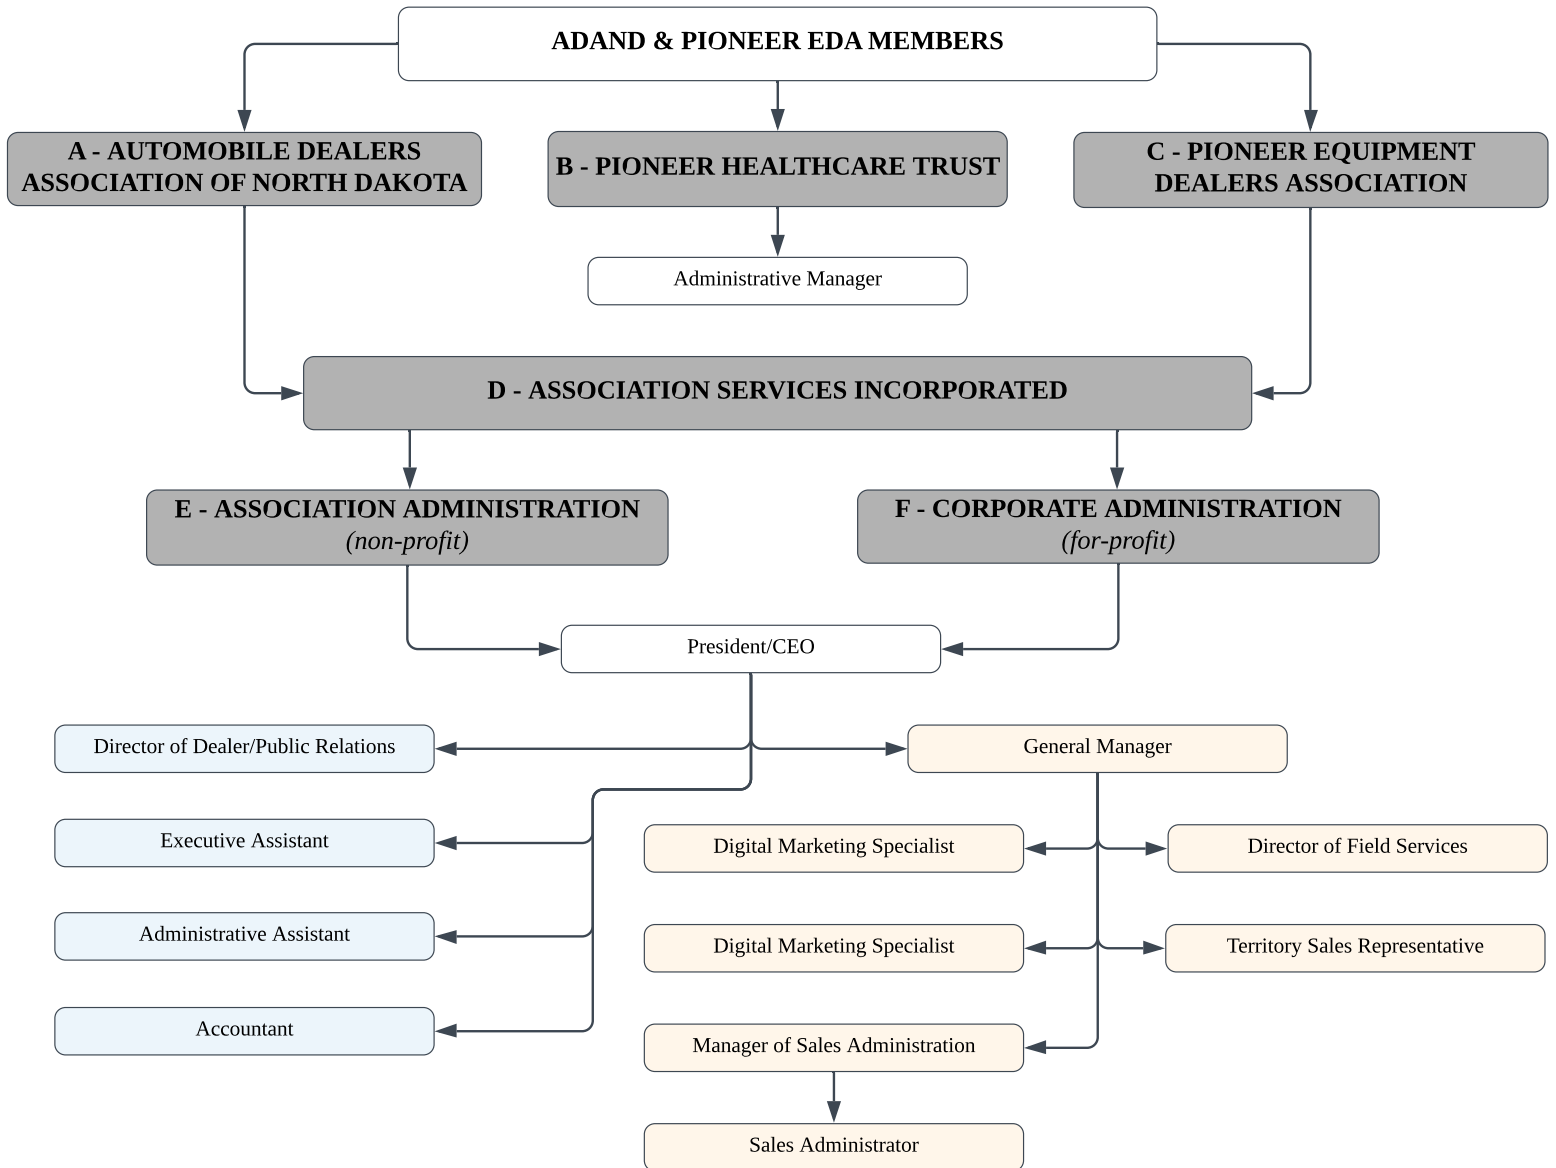 ADAND & PIONEER EDA MEMBERS
A - AUTOMOBILE DEALERS
ASSOCIATION OF NORTH DAKOTA
B - PIONEER HEALTHCARE TRUST
C - PIONEER EQUIPMENT
DEALERS ASSOCIATION
Administrative Manager
D - ASSOCIATION SERVICES INCORPORATED
E - ASSOCIATION ADMINISTRATION
(non-profit)
F - CORPORATE ADMINISTRATION
(for-profit)
President/CEO
Director of Dealer/Public Relations
General Manager
Executive Assistant
Digital Marketing Specialist
Director of Field Services
Administrative Assistant
Digital Marketing Specialist
Territory Sales Representative
Accountant
Manager of Sales Administration
Sales Administrator